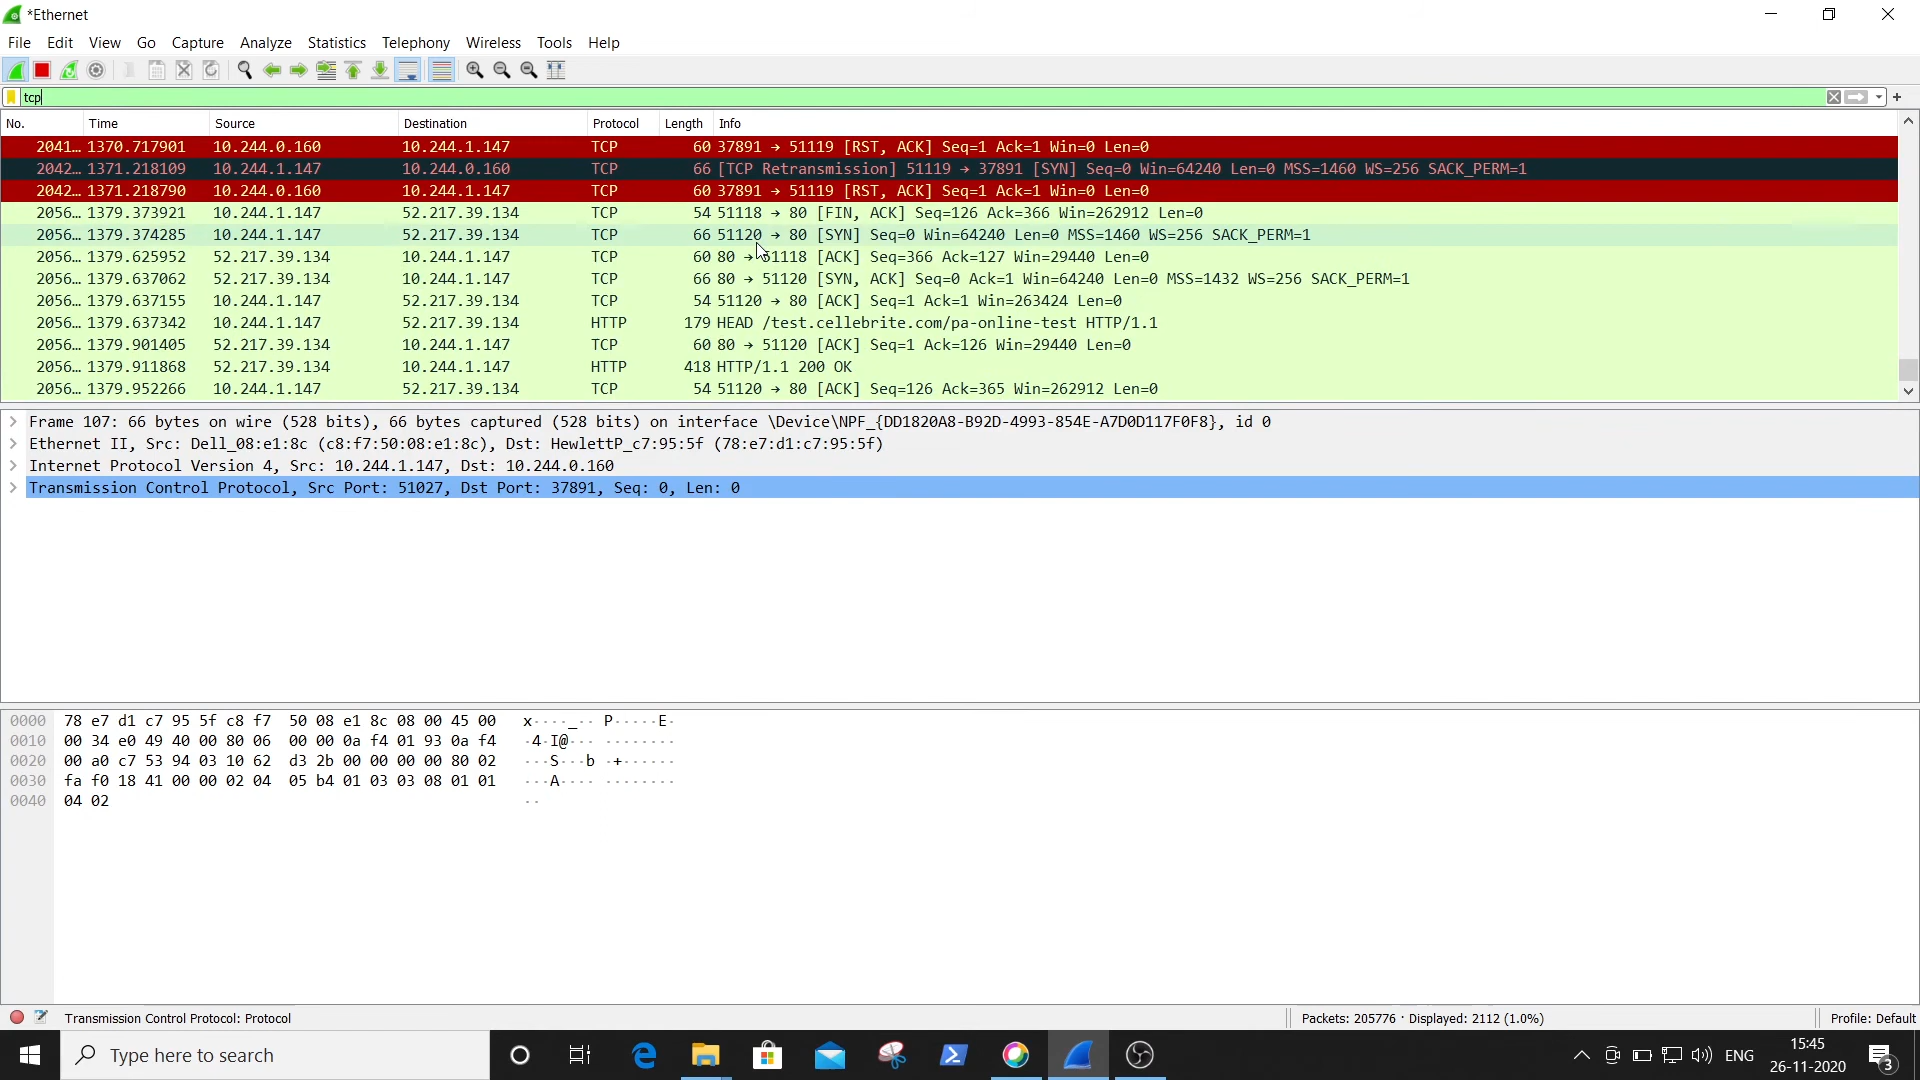 *Ethernet
File Edit View Go Capture Analyze Statistics Telephony Wireless Tools Help
tcp
No. Time Source Destination Protocol Length Info
2041… 1370.717901 10.244.0.160 10.244.1.147 TCP 60 37891 → 51119 [RST, ACK] Seq=1 Ack=1 Win=0 Len=0
2042… 1371.218109 10.244.1.147 10.244.0.160 TCP 66 [TCP Retransmission] 51119 → 37891 [SYN] Seq=0 Win=64240 Len=0 MSS=1460 WS=256 SACK_PERM=1
2042… 1371.218790 10.244.0.160 10.244.1.147 TCP 60 37891 → 51119 [RST, ACK] Seq=1 Ack=1 Win=0 Len=0
2056… 1379.373921 10.244.1.147 52.217.39.134 TCP 54 51118 → 80 [FIN, ACK] Seq=126 Ack=366 Win=262912 Len=0
2056… 1379.374285 10.244.1.147 52.217.39.134 TCP 66 51120 → 80 [SYN] Seq=0 Win=64240 Len=0 MSS=1460 WS=256 SACK_PERM=1
2056… 1379.625952 52.217.39.134 10.244.1.147 TCP 60 80 → 51118 [ACK] Seq=366 Ack=127 Win=29440 Len=0
2056… 1379.637062 52.217.39.134 10.244.1.147 TCP 66 80 → 51120 [SYN, ACK] Seq=0 Ack=1 Win=64240 Len=0 MSS=1432 WS=256 SACK_PERM=1
2056… 1379.637155 10.244.1.147 52.217.39.134 TCP 54 51120 → 80 [ACK] Seq=1 Ack=1 Win=263424 Len=0
2056… 1379.637342 10.244.1.147 52.217.39.134 HTTP 179 HEAD /test.cellebrite.com/pa-online-test HTTP/1.1
2056… 1379.901405 52.217.39.134 10.244.1.147 TCP 60 80 → 51120 [ACK] Seq=1 Ack=126 Win=29440 Len=0
2056… 1379.911868 52.217.39.134 10.244.1.147 HTTP 418 HTTP/1.1 200 OK
2056… 1379.952266 10.244.1.147 52.217.39.134 TCP 54 51120 → 80 [ACK] Seq=126 Ack=365 Win=262912 Len=0
Frame 107: 66 bytes on wire (528 bits), 66 bytes captured (528 bits) on interface \Device\NPF_{DD1820A8-B92D-4993-854E-A7D0D117F0F8}, id 0
Ethernet II, Src: Dell_08:e1:8c (c8:f7:50:08:e1:8c), Dst: HewlettP_c7:95:5f (78:e7:d1:c7:95:5f)
Internet Protocol Version 4, Src: 10.244.1.147, Dst: 10.244.0.160
Transmission Control Protocol, Src Port: 51027, Dst Port: 37891, Seq: 0, Len: 0
0000 78 e7 d1 c7 95 5f c8 f7 50 08 e1 8c 08 00 45 00 x····_·· P·····E·
0010 00 34 e0 49 40 00 80 06 00 00 0a f4 01 93 0a f4 ·4·I@··· ········
0020 00 a0 c7 53 94 03 10 62 d3 2b 00 00 00 00 80 02 ···S···b ·+······
0030 fa f0 18 41 00 00 02 04 05 b4 01 03 03 08 01 01 ···A···· ········
0040 04 02 ··
Transmission Control Protocol: Protocol Packets: 205776 · Displayed: 2112 (1.0%) Profile: Default
Type here to search ENG 15:45
26-11-2020 3